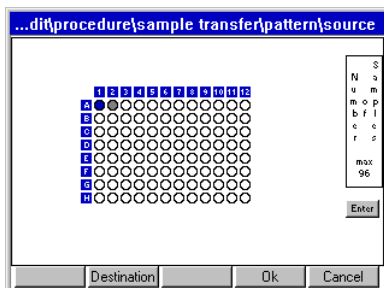 ...dit\procedure\sample transfer\pattern\source
1 2 3 4 5 6 7 8 9 10 11 12
A
B
C
D
E
F
G
H
Number
of
Samples
max
96
Enter
Destination
Ok
Cancel